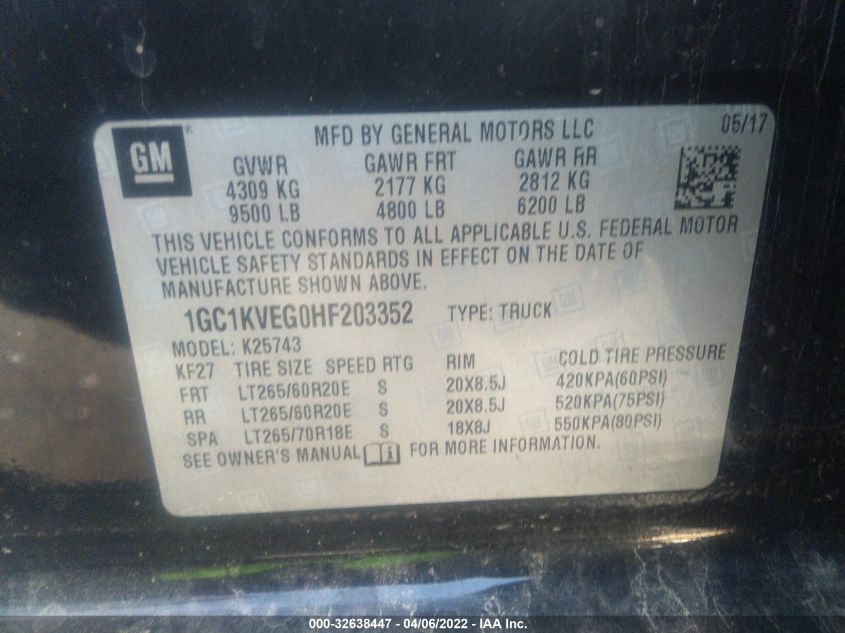 GM ® MFD BY GENERAL MOTORS LLC 05/17
GVWR GAWR FRT GAWR RR
4309 KG 2177 KG 2812 KG
9500 LB 4800 LB 6200 LB
THIS VEHICLE CONFORMS TO ALL APPLICABLE U.S. FEDERAL MOTOR
VEHICLE SAFETY STANDARDS IN EFFECT ON THE DATE OF
MANUFACTURE SHOWN ABOVE.
1GC1KVEG0HF203352 TYPE: TRUCK
MODEL: K25743
KF27 TIRE SIZE SPEED RTG RIM COLD TIRE PRESSURE
FRT LT265/60R20E S 20X8.5J 420KPA(60PSI)
RR LT265/60R20E S 20X8.5J 520KPA(75PSI)
SPA LT265/70R18E S 18X8J 550KPA(80PSI)
SEE OWNER'S MANUAL FOR MORE INFORMATION.
000-32638447 - 04/06/2022 - IAA Inc.